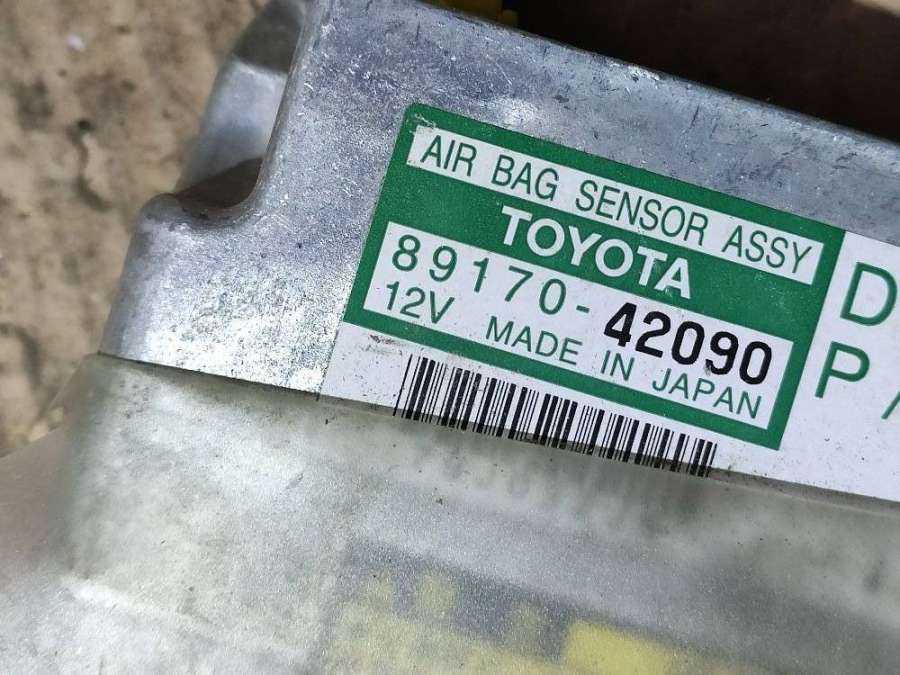 AIR BAG SENSOR ASSY
TOYOTA
89170-42090
12V MADE IN JAPAN
D
P